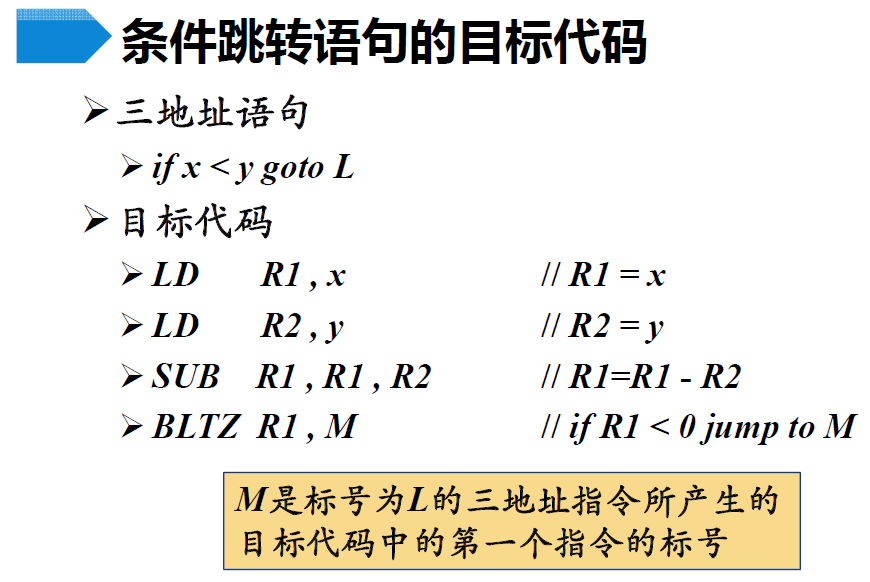 条件跳转语句的目标代码
三地址语句
if x < y goto L
目标代码
LD R1 , x // R1 = x
LD R2 , y // R2 = y
SUB R1 , R1 , R2 // R1=R1 - R2
BLTZ R1 , M // if R1 < 0 jump to M
M是标号为L的三地址指令所产生的
目标代码中的第一个指令的标号